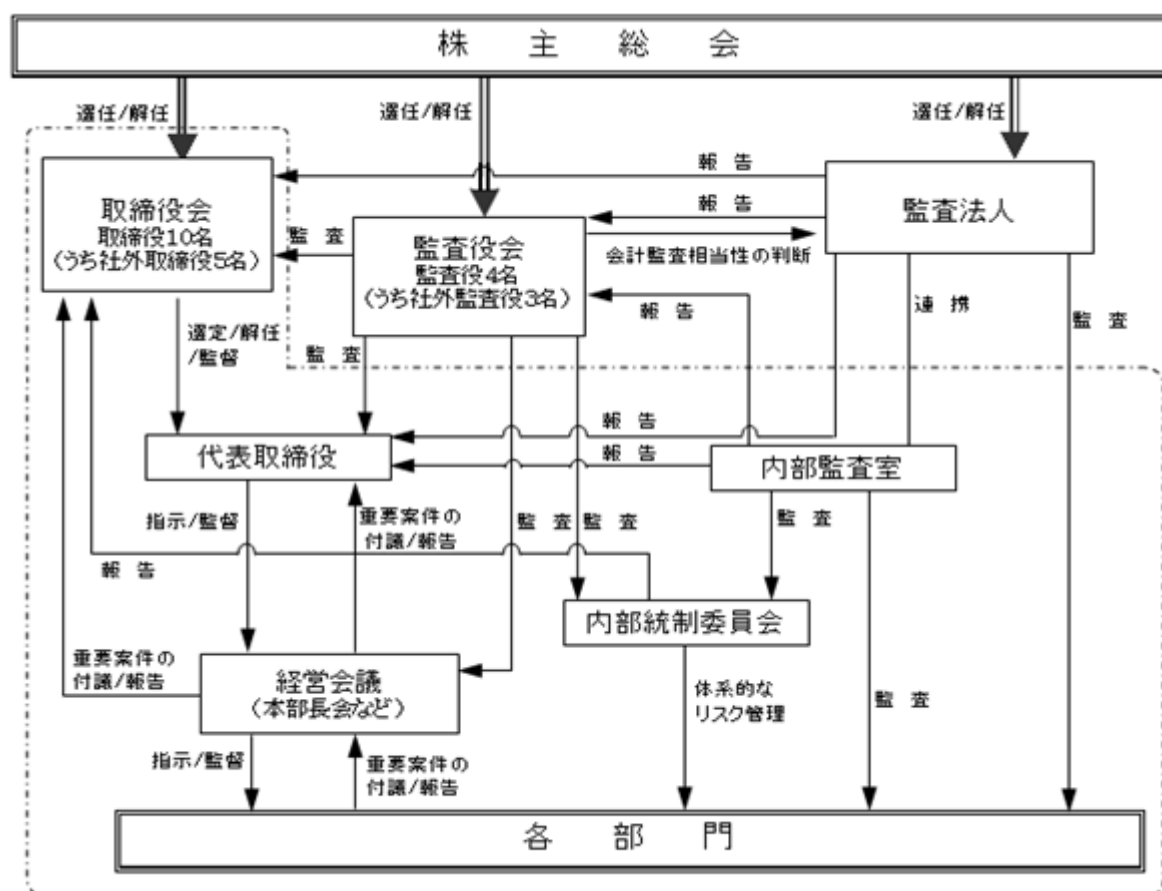 株主総会
選任/解任
選任/解任
選任/解任
取締役会
取締役10名
(うち社外取締役5名)
監査役会
監査役4名
(うち社外監査役3名)
監査法人
報告
報告
監査
会計監査相当性の判断
報告
連携
監査
選定/解任
/監督
監査
代表取締役
報告
報告
内部監査室
指示/監督
重要案件の
付議/報告
監査
監査
監査
報告
内部統制委員会
重要案件の
付議/報告
経営会議
(本部長会など)
体系的な
リスク管理
監査
指示/監督
重要案件の
付議/報告
各部門